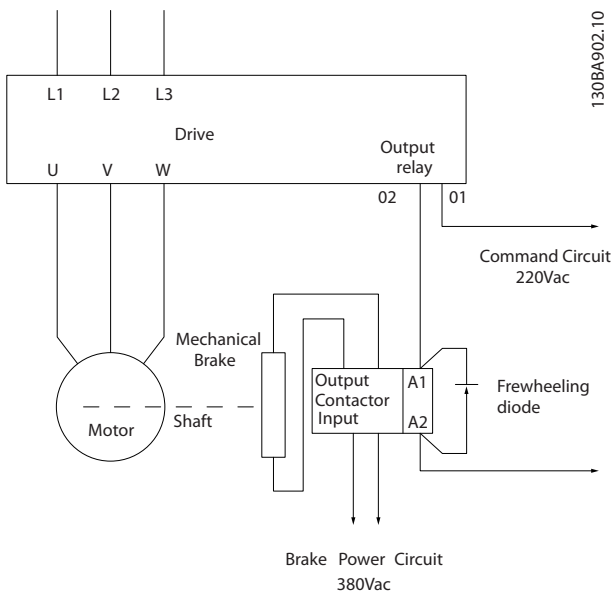 130BA902.10
L1 L2 L3
Drive
Output
relay
U V W
02 01
Command Circuit
220Vac
Mechanical
Brake
Output
Contactor
Input
A1
A2
Frewheeling
diode
Shaft
Motor
Brake Power Circuit
380Vac